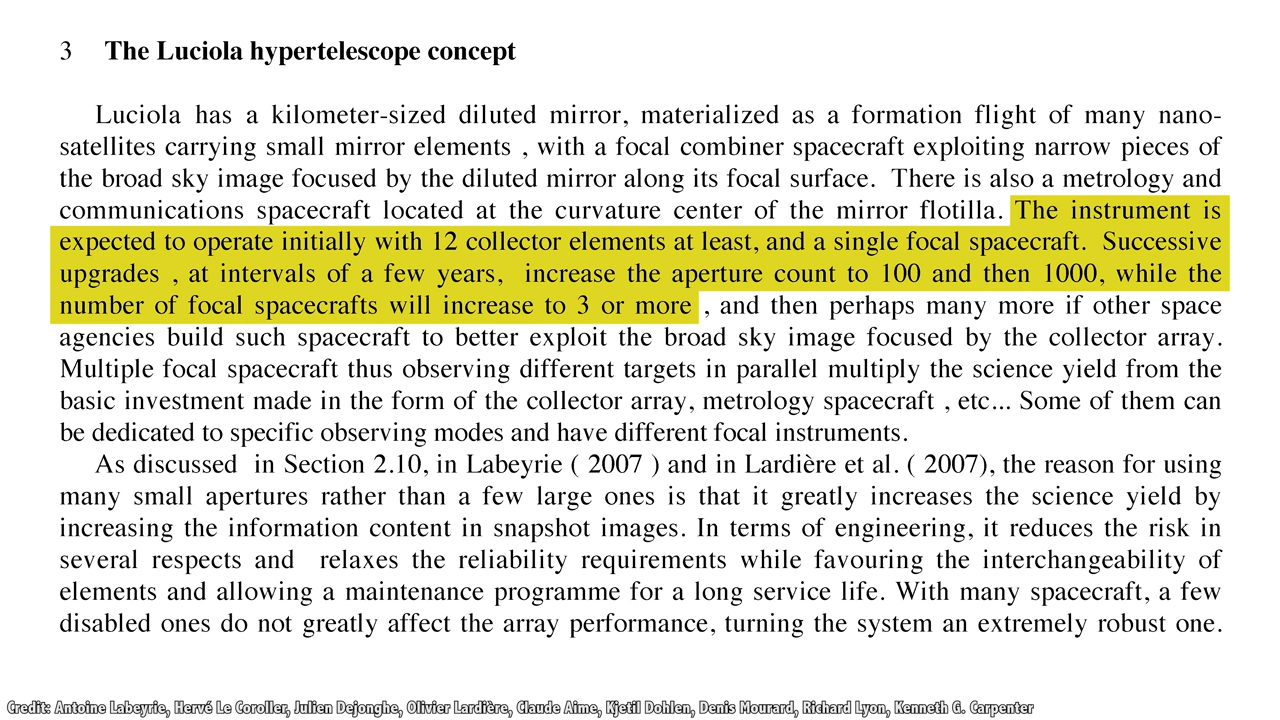 3 The Luciola hypertelescope concept
Luciola has a kilometer-sized diluted mirror, materialized as a formation flight of many nano-
satellites carrying small mirror elements , with a focal combiner spacecraft exploiting narrow pieces of
the broad sky image focused by the diluted mirror along its focal surface. There is also a metrology and
communications spacecraft located at the curvature center of the mirror flotilla. The instrument is
expected to operate initially with 12 collector elements at least, and a single focal spacecraft. Successive
upgrades , at intervals of a few years, increase the aperture count to 100 and then 1000, while the
number of focal spacecrafts will increase to 3 or more , and then perhaps many more if other space
agencies build such spacecraft to better exploit the broad sky image focused by the collector array.
Multiple focal spacecraft thus observing different targets in parallel multiply the science yield from the
basic investment made in the form of the collector array, metrology spacecraft , etc... Some of them can
be dedicated to specific observing modes and have different focal instruments.
As discussed in Section 2.10, in Labeyrie ( 2007 ) and in Lardière et al. ( 2007), the reason for using
many small apertures rather than a few large ones is that it greatly increases the science yield by
increasing the information content in snapshot images. In terms of engineering, it reduces the risk in
several respects and relaxes the reliability requirements while favouring the interchangeability of
elements and allowing a maintenance programme for a long service life. With many spacecraft, a few
disabled ones do not greatly affect the array performance, turning the system an extremely robust one.
Credit: Antoine Labeyrie, Hervé Le Coroller, Julien Dejonghe, Olivier Lardière, Claude Aime, Kjetil Dohlen, Denis Mourard, Richard Lyon, Kenneth G. Carpenter